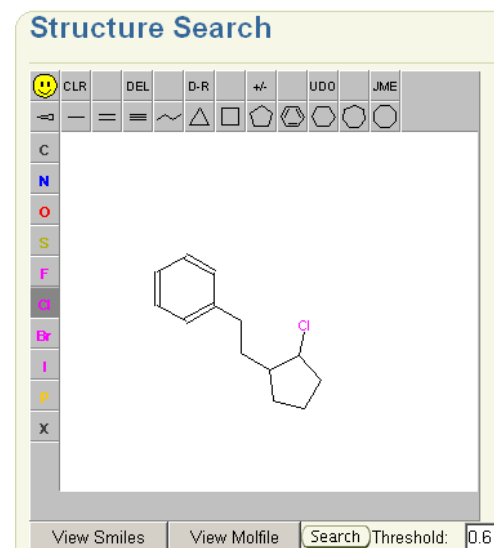 Structure Search
CLR DEL D-R +/- UDO JME
C
N
O
S
F
Cl
Br
I
P
X
Cl
View Smiles View Molfile Search Threshold: 0.6